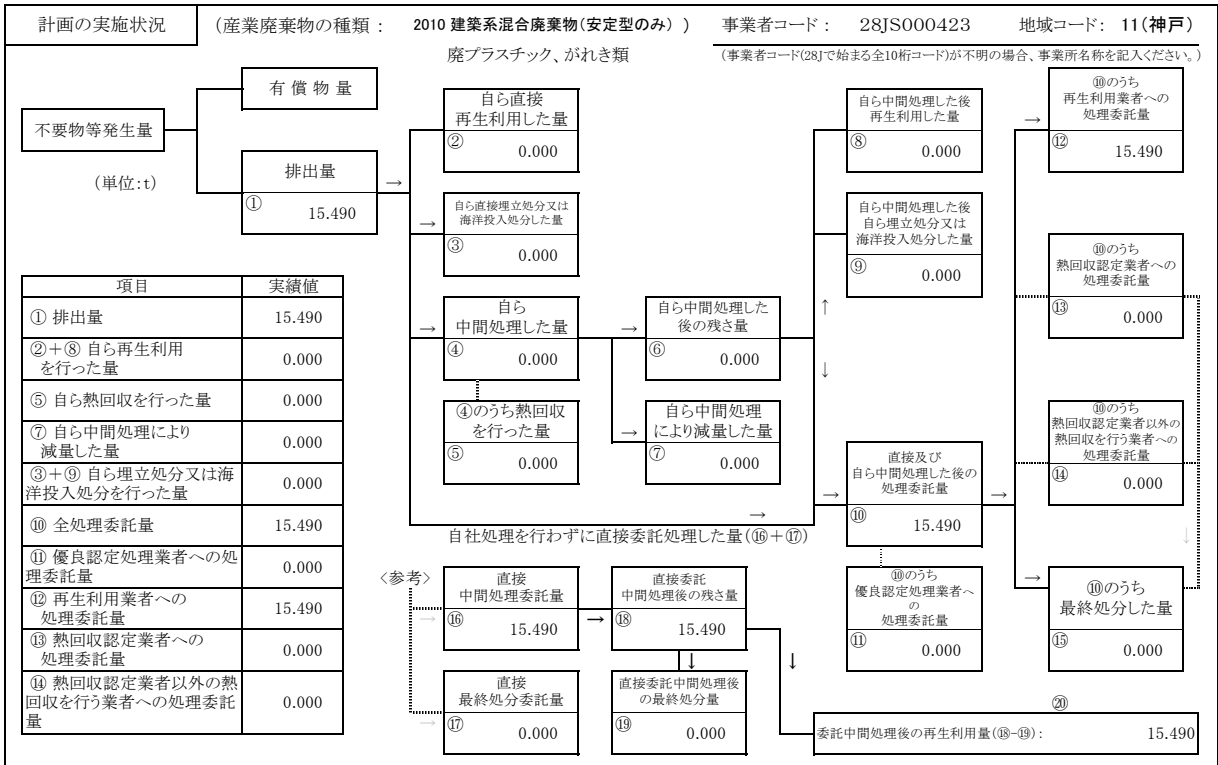 計画の実施状況
(産業廃棄物の種類: 2010 建築系混合廃棄物(安定型のみ) )
事業者コード: 28JS000423
地域コード: 11(神戸)
廃プラスチック、がれき類
(事業者コード(28Jで始まる全10桁コード)が不明の場合、事業所名称を記入ください。)
不要物等発生量
(単位:t)
有償物量
排出量
① 15.490
→
自ら直接
再生利用した量
② 0.000
→
自ら直接埋立処分又は
海洋投入処分した量
③ 0.000
→
自ら
中間処理した量
④ 0.000
④のうち熱回収
を行った量
⑤ 0.000
→
自ら中間処理した
後の残さ量
⑥ 0.000
→
自ら中間処理
により減量した量
⑦ 0.000
自ら中間処理した後
再生利用した量
⑧ 0.000
自ら中間処理した後
自ら埋立処分又は
海洋投入処分した量
⑨ 0.000
↑
↓
→
直接及び
自ら中間処理した後の
処理委託量
⑩ 15.490
→
⑩のうち
優良認定処理業者へ
の
処理委託量
⑪ 0.000
→
⑩のうち
再生利用業者への
処理委託量
⑫ 15.490
⑩のうち
熱回収認定業者への
処理委託量
⑬ 0.000
⑩のうち
熱回収認定業者以外の
熱回収を行う業者への
処理委託量
⑭ 0.000
↓
→
⑩のうち
最終処分した量
⑮ 0.000
→
自社処理を行わずに直接委託処理した量(⑯+⑰)
〈参考〉
→
直接
中間処理委託量
⑯ 15.490
→
直接委託
中間処理後の残さ量
⑱ 15.490
↓
↓
→
直接
最終処分委託量
⑰ 0.000
直接委託中間処理後
の最終処分量
⑲ 0.000
⑳
委託中間処理後の再生利用量(⑱-⑲): 15.490
項目 実績値
① 排出量 15.490
②+⑧ 自ら再生利用
を行った量 0.000
⑤ 自ら熱回収を行った量 0.000
⑦ 自ら中間処理により
減量した量 0.000
③+⑨ 自ら埋立処分又は海
洋投入処分を行った量 0.000
⑩ 全処理委託量 15.490
⑪ 優良認定処理業者への処
理委託量 0.000
⑫ 再生利用業者への
処理委託量 15.490
⑬ 熱回収認定業者への
処理委託量 0.000
⑭ 熱回収認定業者以外の熱
回収を行う業者への処理委託
量 0.000